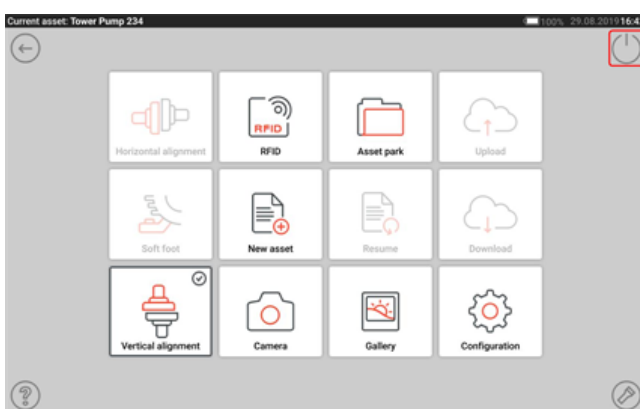 Current asset: Tower Pump 234 100% 29.08.2019 16:4
Horizontal alignment
RFID
RFID
Asset park
Upload
Soft foot
New asset
Resume
Download
Vertical alignment
Camera
Gallery
Configuration
?